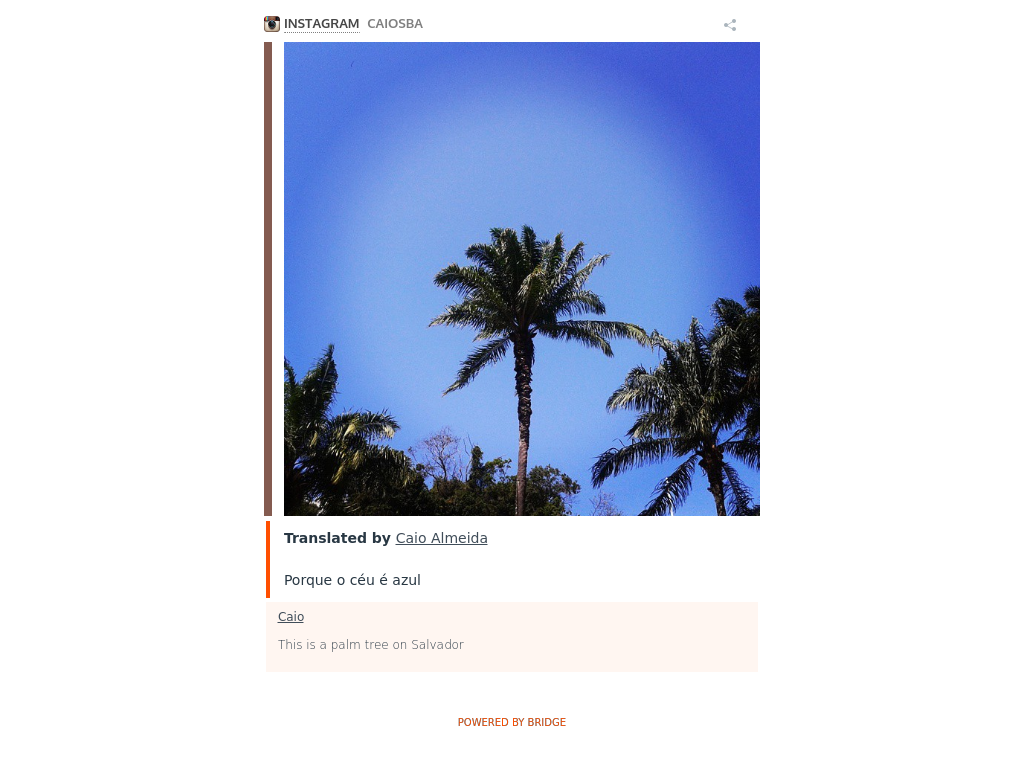 INSTAGRAM CAIOSBA
Translated by Caio Almeida
Porque o céu é azul
Caio
This is a palm tree on Salvador
POWERED BY BRIDGE